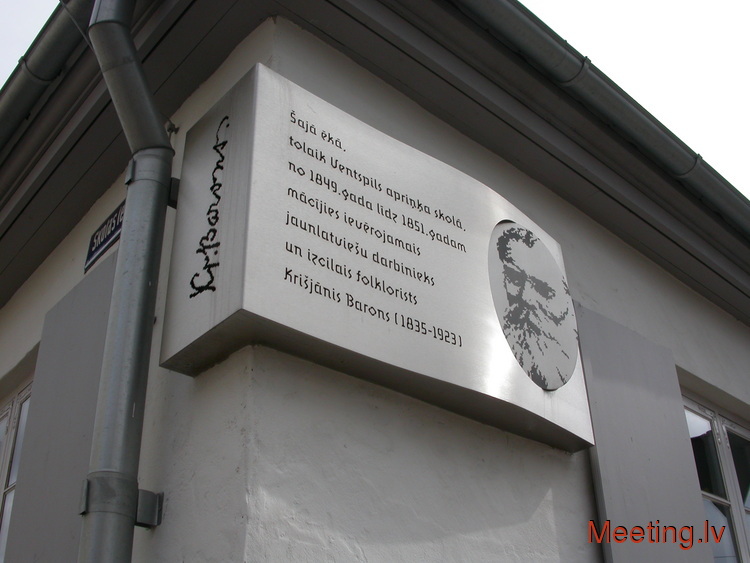 Šajā ēkā,
tolaik Ventspils apriņķa skolā,
no 1849.gada līdz 1851.gadam
mācījies ievērojamais
jaunlatviešu darbinieks
un izcilais folklorists
Krišjānis Barons (1835-1923)
Meeting.lv